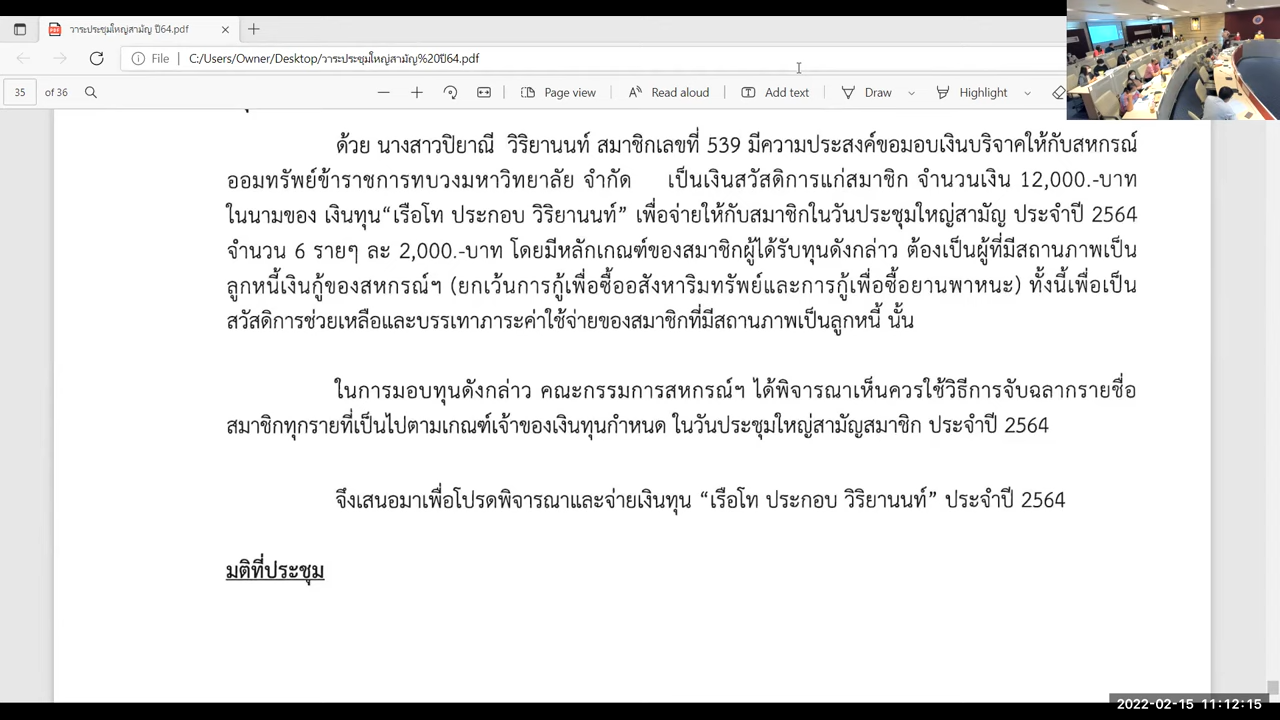 วาระประชุมใหญ่สามัญ ปี64.pdf
File
C:/Users/Owner/Desktop/วาระประชุมใหญ่สามัญ%20ปี64.pdf
35 of 36
Page view
Read aloud
Add text
Draw
Highlight
ด้วย นางสาวปิยาณี วิริยานนท์ สมาชิกเลขที่ 539 มีความประสงค์ขอมอบเงินบริจาคให้กับสหกรณ์
ออมทรัพย์ข้าราชการทบวงมหาวิทยาลัย จำกัด เป็นเงินสวัสดิการแก่สมาชิก จำนวนเงิน 12,000.-บาท
ในนามของ เงินทุน“เรือโท ประกอบ วิริยานนท์” เพื่อจ่ายให้กับสมาชิกในวันประชุมใหญ่สามัญ ประจำปี 2564
จำนวน 6 รายๆ ละ 2,000.-บาท โดยมีหลักเกณฑ์ของสมาชิกผู้ได้รับทุนดังกล่าว ต้องเป็นผู้ที่มีสถานภาพเป็น
ลูกหนี้เงินกู้ของสหกรณ์ฯ (ยกเว้นการกู้เพื่อซื้ออสังหาริมทรัพย์และการกู้เพื่อซื้อยานพาหนะ) ทั้งนี้เพื่อเป็น
สวัสดิการช่วยเหลือและบรรเทาภาระค่าใช้จ่ายของสมาชิกที่มีสถานภาพเป็นลูกหนี้ นั้น
ในการมอบทุนดังกล่าว คณะกรรมการสหกรณ์ฯ ได้พิจารณาเห็นควรใช้วิธีการจับฉลากรายชื่อ
สมาชิกทุกรายที่เป็นไปตามเกณฑ์เจ้าของเงินทุนกำหนด ในวันประชุมใหญ่สามัญสมาชิก ประจำปี 2564
จึงเสนอมาเพื่อโปรดพิจารณาและจ่ายเงินทุน “เรือโท ประกอบ วิริยานนท์” ประจำปี 2564
มติที่ประชุม
2022-02-15 11:12:15